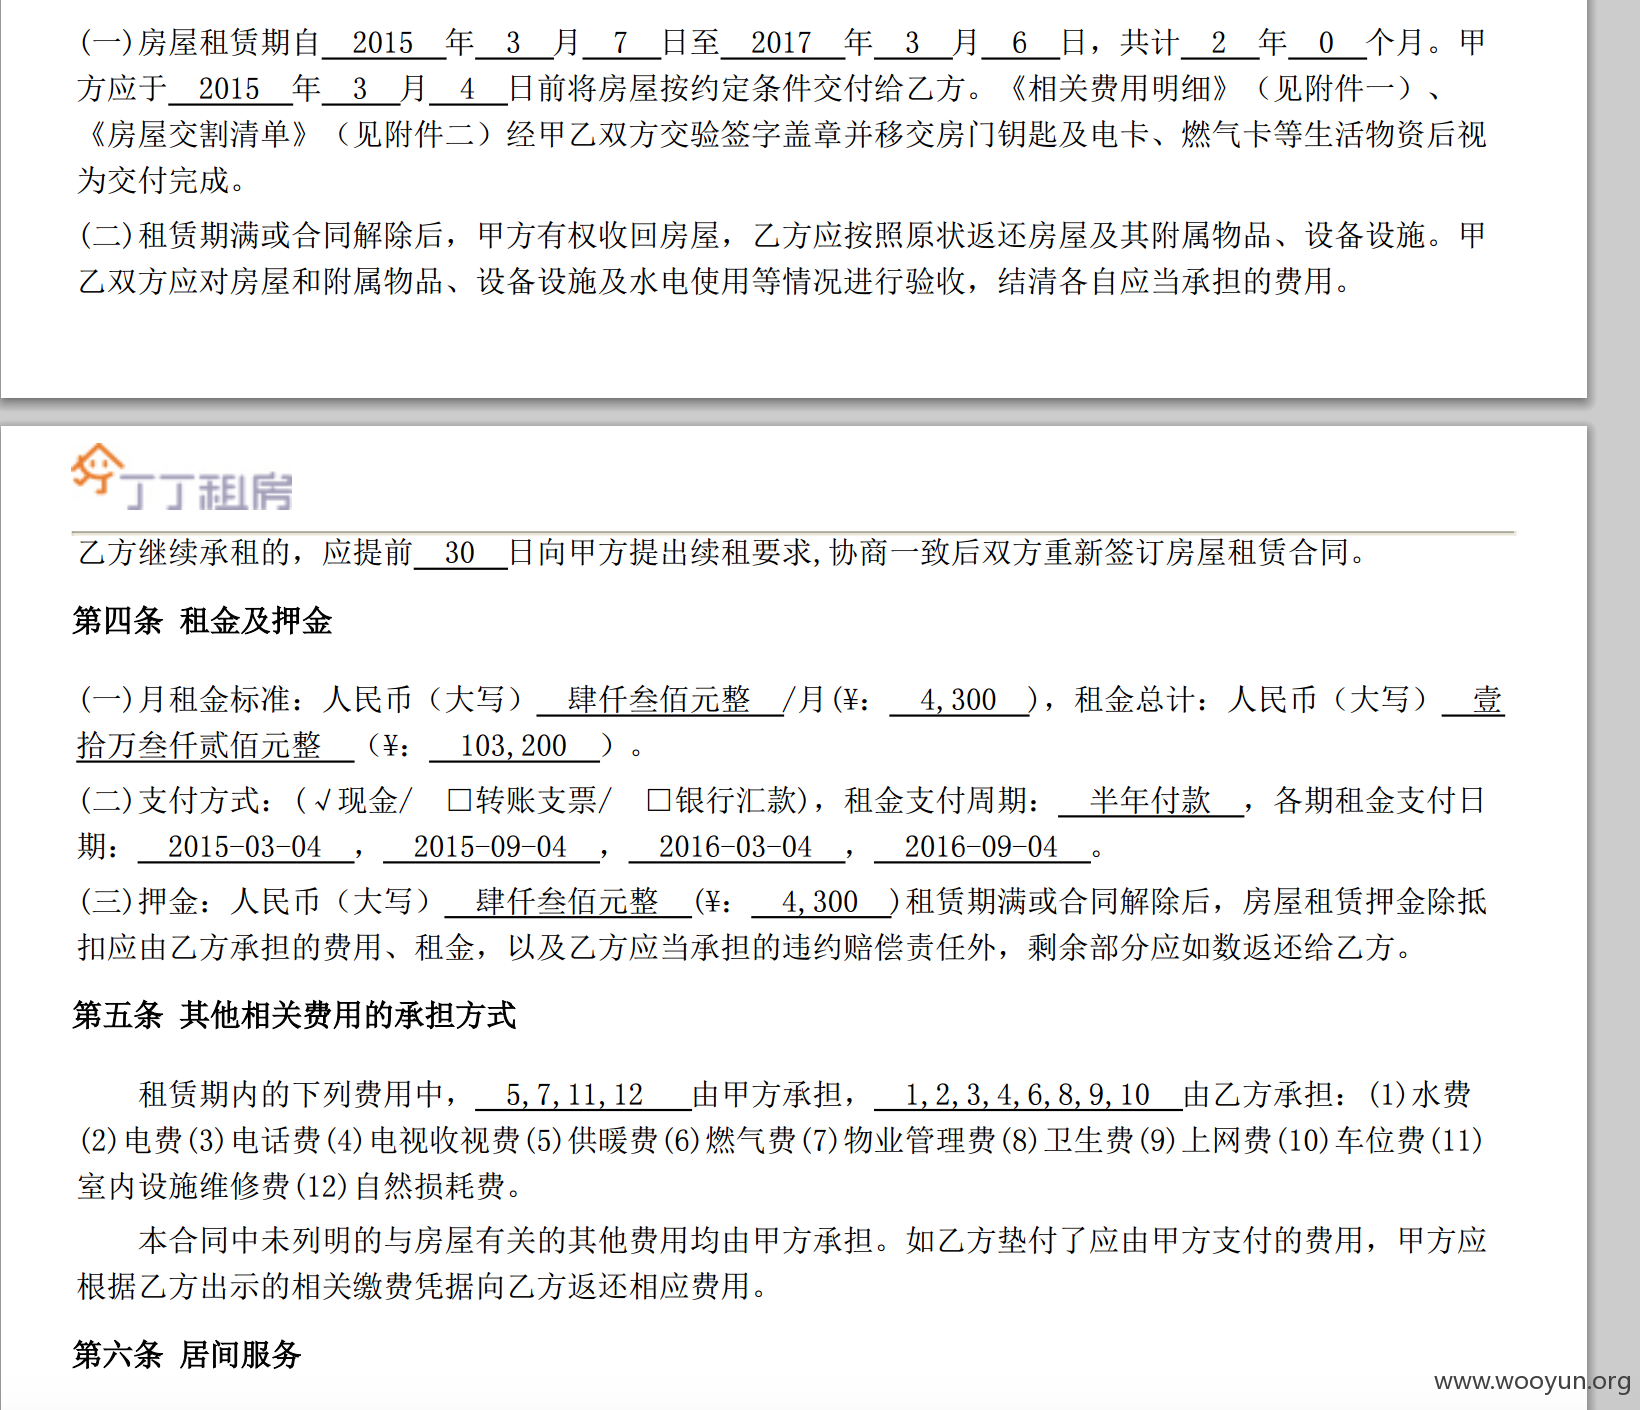 (一)房屋租赁期自 2015 年 3 月 7 日至 2017 年 3 月 6 日，共计 2 年 0 个月。甲
方应于 2015 年 3 月 4 日前将房屋按约定条件交付给乙方。《相关费用明细》（见附件一）、
《房屋交割清单》（见附件二）经甲乙双方交验签字盖章并移交房门钥匙及电卡、燃气卡等生活物资后视
为交付完成。
(二)租赁期满或合同解除后，甲方有权收回房屋，乙方应按照原状返还房屋及其附属物品、设备设施。甲
乙双方应对房屋和附属物品、设备设施及水电使用等情况进行验收，结清各自应当承担的费用。
丁丁租房
乙方继续承租的，应提前 30 日向甲方提出续租要求,协商一致后双方重新签订房屋租赁合同。
第四条 租金及押金
(一)月租金标准：人民币（大写） 肆仟叁佰元整 /月(¥： 4,300 )，租金总计：人民币（大写） 壹
拾万叁仟贰佰元整 （¥： 103,200 ）。
(二)支付方式：(√现金/ □转账支票/ □银行汇款)，租金支付周期： 半年付款 ，各期租金支付日
期： 2015-03-04 ， 2015-09-04 ， 2016-03-04 ， 2016-09-04 。
(三)押金：人民币（大写） 肆仟叁佰元整 (¥： 4,300 )租赁期满或合同解除后，房屋租赁押金除抵
扣应由乙方承担的费用、租金，以及乙方应当承担的违约赔偿责任外，剩余部分应如数返还给乙方。
第五条 其他相关费用的承担方式
租赁期内的下列费用中， 5,7,11,12 由甲方承担， 1,2,3,4,6,8,9,10 由乙方承担：(1)水费
(2)电费(3)电话费(4)电视收视费(5)供暖费(6)燃气费(7)物业管理费(8)卫生费(9)上网费(10)车位费(11)
室内设施维修费(12)自然损耗费。
本合同中未列明的与房屋有关的其他费用均由甲方承担。如乙方垫付了应由甲方支付的费用，甲方应
根据乙方出示的相关缴费凭据向乙方返还相应费用。
第六条 居间服务
www.wooyun.org